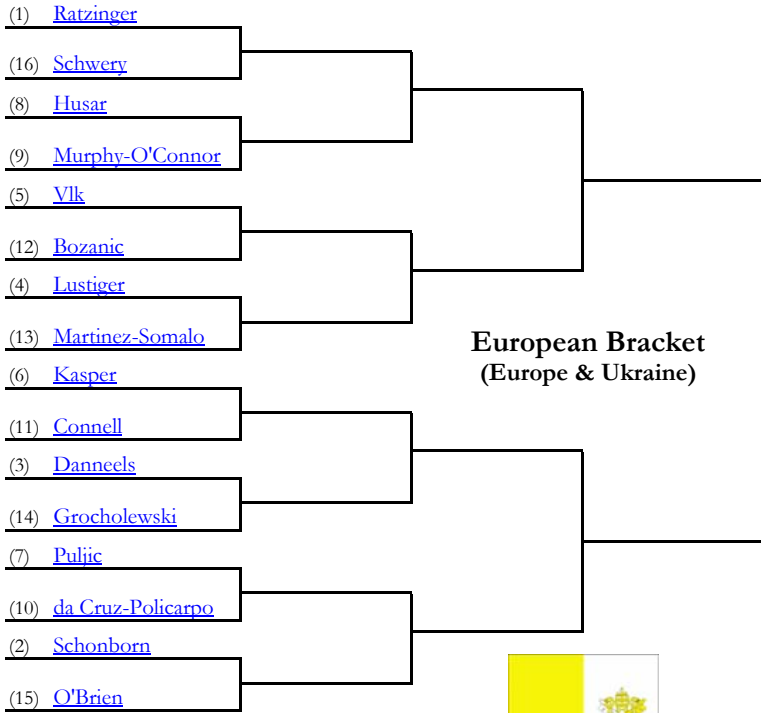 (1) Ratzinger
(16) Schwery
(8) Husar
(9) Murphy-O'Connor
(5) Vlk
(12) Bozanic
(4) Lustiger
(13) Martinez-Somalo
European Bracket
(Europe & Ukraine)
(6) Kasper
(11) Connell
(3) Danneels
(14) Grocholewski
(7) Puljic
(10) da Cruz-Policarpo
(2) Schonborn
(15) O'Brien